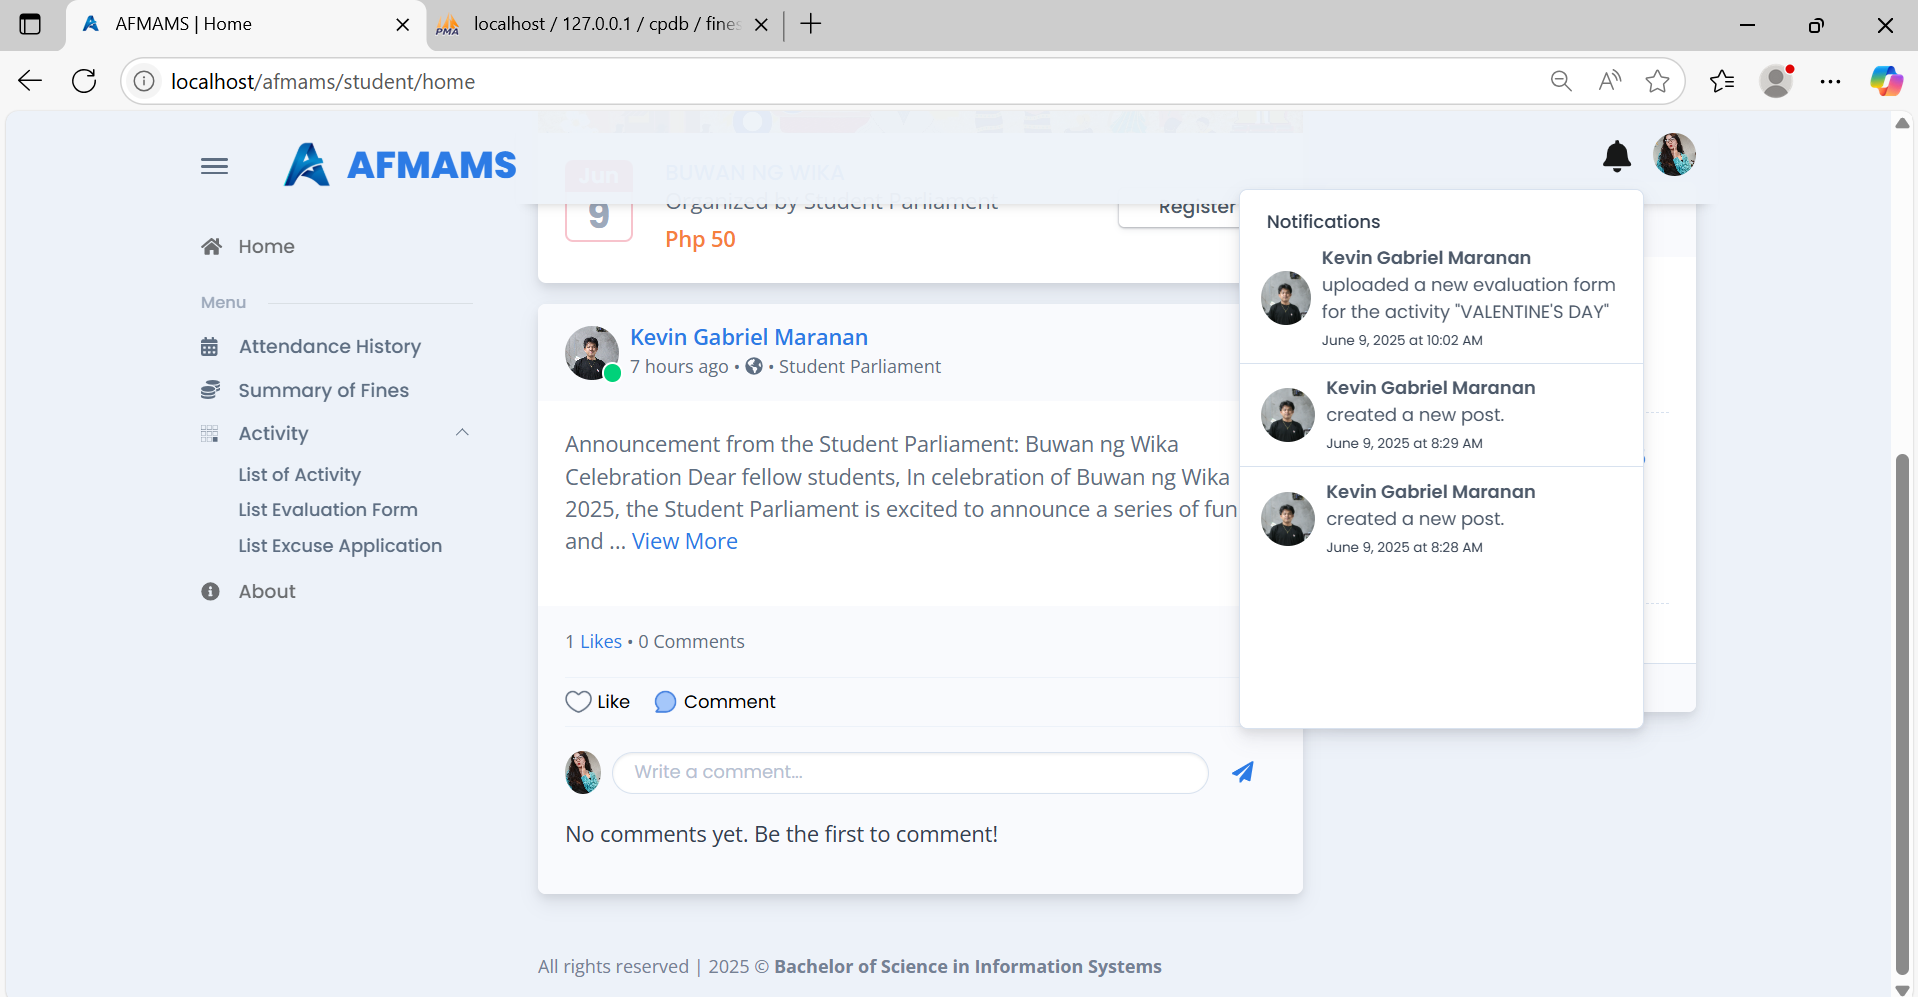 AFMAMS | Home
localhost / 127.0.0.1 / cpdb / fines
PMA
localhost/afmams/student/home
AFMAMS
Home
Menu
Attendance History
Summary of Fines
Activity
List of Activity
List Evaluation Form
List Excuse Application
About
Jun
9
BUWAN NG WIKA
Organized by Student Parliament
Php 50
Register
Kevin Gabriel Maranan
7 hours ago • • Student Parliament
Announcement from the Student Parliament: Buwan ng Wika
Celebration Dear fellow students, In celebration of Buwan ng Wika
2025, the Student Parliament is excited to announce a series of fun
and ... View More
1 Likes • 0 Comments
Like
Comment
Write a comment...
No comments yet. Be the first to comment!
Notifications
Kevin Gabriel Maranan
uploaded a new evaluation form
for the activity "VALENTINE'S DAY"
June 9, 2025 at 10:02 AM
Kevin Gabriel Maranan
created a new post.
June 9, 2025 at 8:29 AM
Kevin Gabriel Maranan
created a new post.
June 9, 2025 at 8:28 AM
All rights reserved | 2025 © Bachelor of Science in Information Systems